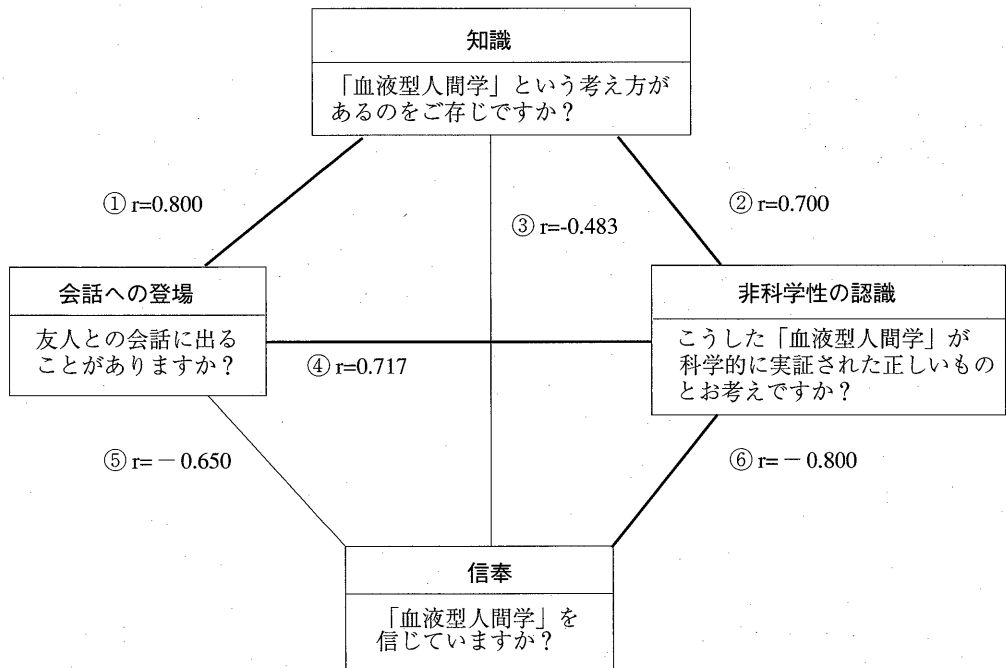 知識
「血液型人間学」という考え方が
あるのをご存じですか？
① r=0.800
② r=0.700
③ r=-0.483
会話への登場
友人との会話に出る
ことがありますか？
非科学性の認識
こうした「血液型人間学」が
科学的に実証された正しいもの
とお考えですか？
④ r=0.717
⑤ r=－0.650
⑥ r=－0.800
信奉
「血液型人間学」を
信じていますか？